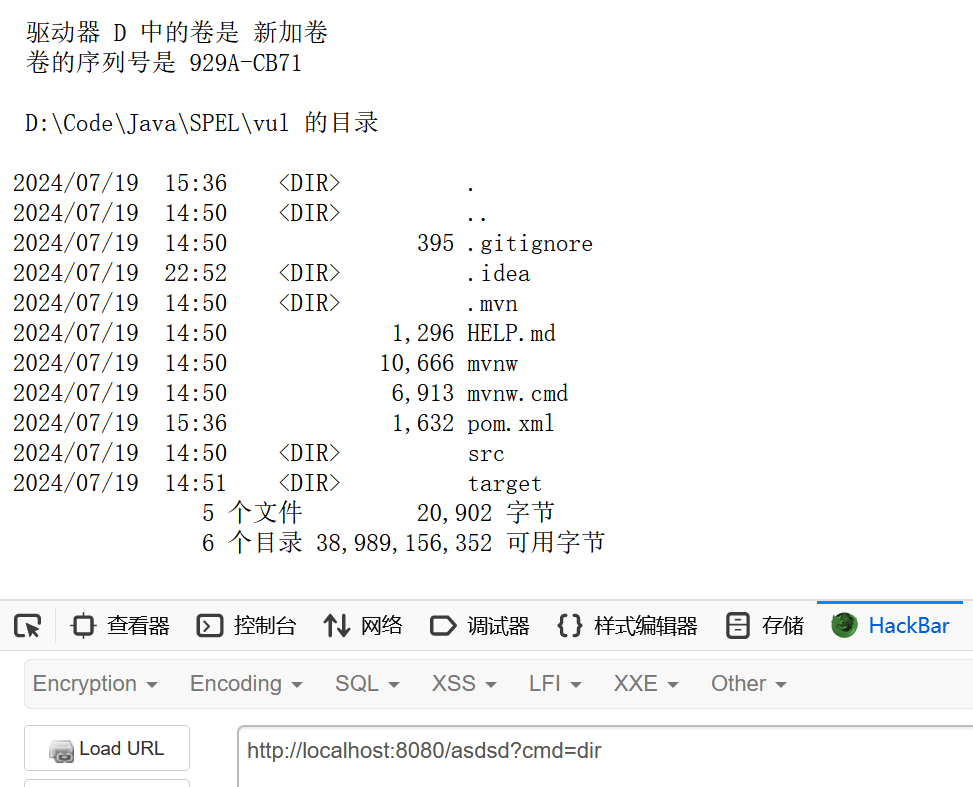 驱动器 D 中的卷是 新加卷
卷的序列号是 929A-CB71
D:\Code\Java\SPEL\vul 的目录
2024/07/19  15:36    <DIR>          .
2024/07/19  14:50    <DIR>          ..
2024/07/19  14:50               395 .gitignore
2024/07/19  22:52    <DIR>          .idea
2024/07/19  14:50    <DIR>          .mvn
2024/07/19  14:50             1,296 HELP.md
2024/07/19  14:50            10,666 mvnw
2024/07/19  14:50             6,913 mvnw.cmd
2024/07/19  15:36             1,632 pom.xml
2024/07/19  14:50    <DIR>          src
2024/07/19  14:51    <DIR>          target
5 个文件         20,902 字节
6 个目录 38,989,156,352 可用字节
查看器 控制台 网络 调试器 {} 样式编辑器 存储 HackBar
Encryption Encoding SQL XSS LFI XXE Other
Load URL http://localhost:8080/asdsd?cmd=dir